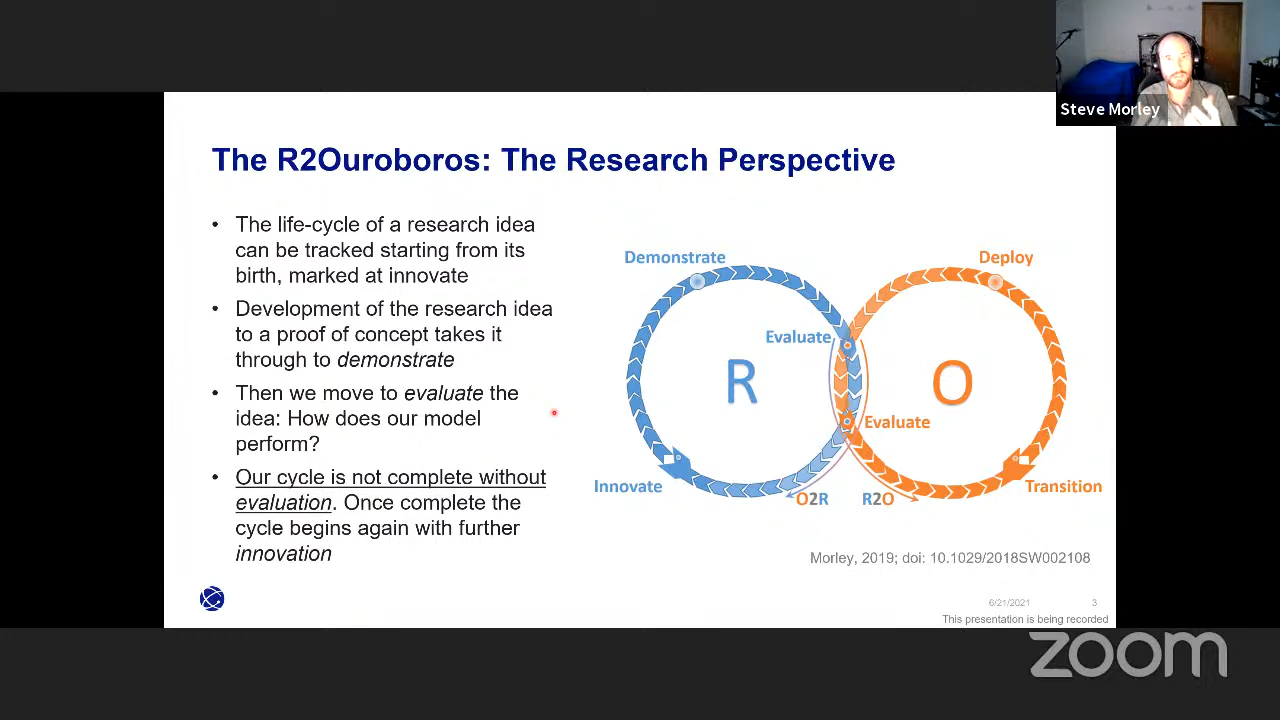 Steve Morley
The R2Ouroboros: The Research Perspective
• The life-cycle of a research idea
can be tracked starting from its
birth, marked at innovate
• Development of the research idea
to a proof of concept takes it
through to demonstrate
• Then we move to evaluate the
idea: How does our model
perform?
• Our cycle is not complete without
evaluation. Once complete the
cycle begins again with further
innovation
Demonstrate
Deploy
Evaluate
R
O
Evaluate
Innovate
O2R
R2O
Transition
Morley, 2019; doi: 10.1029/2018SW002108
6/21/2021
3
This presentation is being recorded
zoom